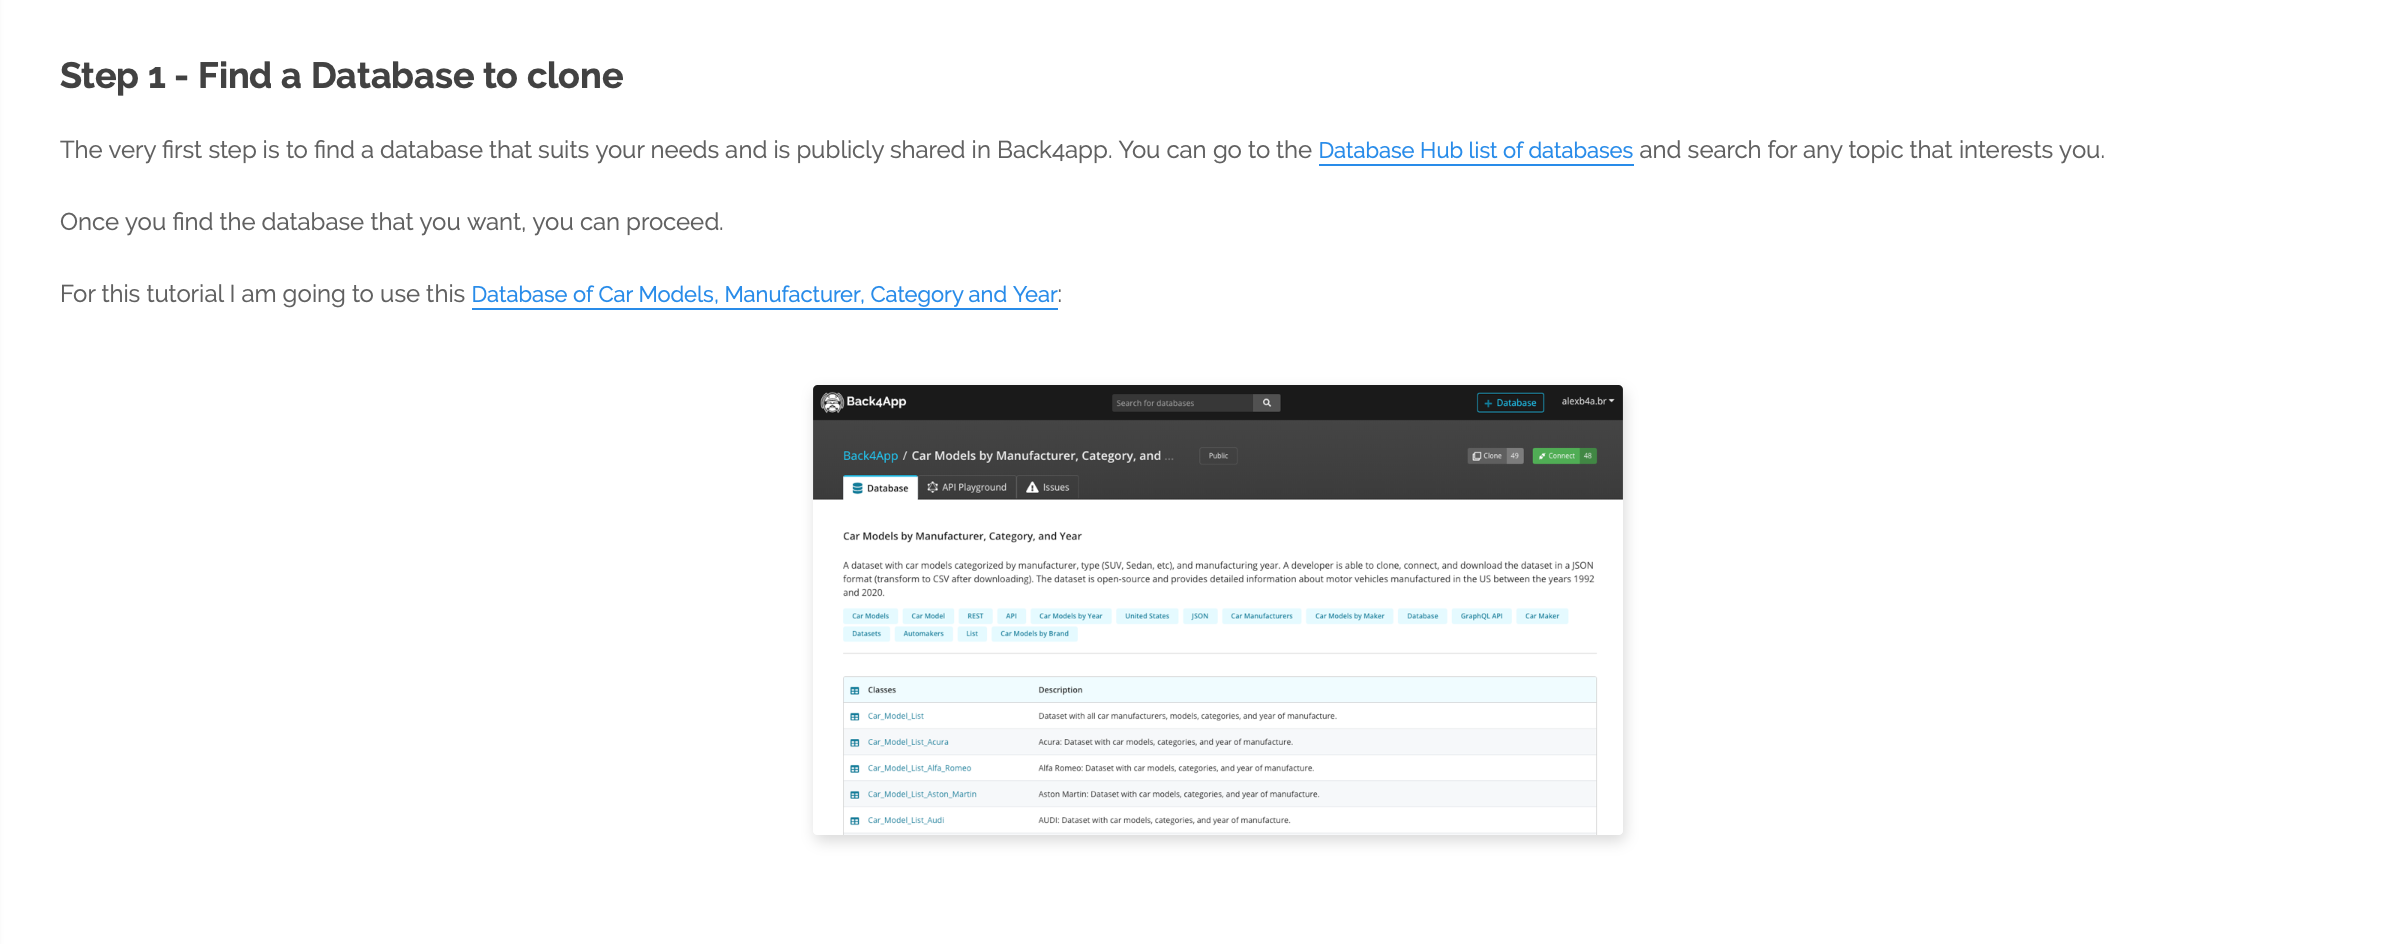 Step 1 - Find a Database to clone
The very first step is to find a database that suits your needs and is publicly shared in Back4app. You can go to the Database Hub list of databases and search for any topic that interests you.
Once you find the database that you want, you can proceed.
For this tutorial I am going to use this Database of Car Models, Manufacturer, Category and Year:
Back4App Search for databases + Database alexb4a.br
Back4App / Car Models by Manufacturer, Category, and ... Public Clone 49 Connect 48
Database API Playground Issues
Car Models by Manufacturer, Category, and Year
A dataset with car models categorized by manufacturer, type (SUV, Sedan, etc), and manufacturing year. A developer is able to clone, connect, and download the dataset in a JSON
format (transform to CSV after downloading). The dataset is open-source and provides detailed information about motor vehicles manufactured in the US between the years 1992
and 2020.
Car Models Car Model REST API Car Models by Year United States JSON Car Manufacturers Car Models by Maker Database GraphQL API Car Maker
Datasets Automakers List Car Models by Brand
Classes Description
Car_Model_List Dataset with all car manufacturers, models, categories, and year of manufacture.
Car_Model_List_Acura Acura: Dataset with car models, categories, and year of manufacture.
Car_Model_List_Alfa_Romeo Alfa Romeo: Dataset with car models, categories, and year of manufacture.
Car_Model_List_Aston_Martin Aston Martin: Dataset with car models, categories, and year of manufacture.
Car_Model_List_Audi AUDI: Dataset with car models, categories, and year of manufacture.